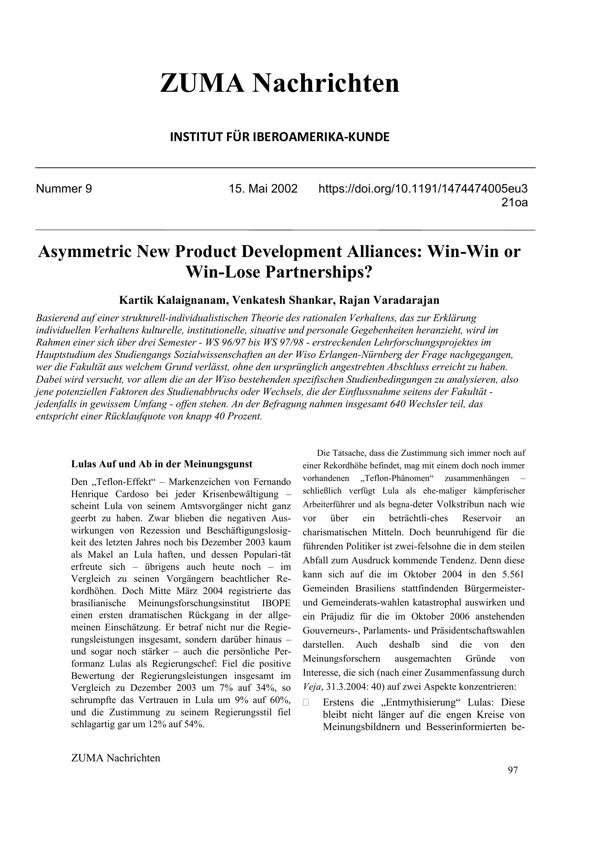 ZUMA Nachrichten
INSTITUT FÜR IBEROAMERIKA-KUNDE
Nummer 9 15. Mai 2002 https://doi.org/10.1191/1474474005eu3
21oa
Asymmetric New Product Development Alliances: Win-Win or
Win-Lose Partnerships?
Kartik Kalaignanam, Venkatesh Shankar, Rajan Varadarajan
Basierend auf einer strukturell-individualistischen Theorie des rationalen Verhaltens, das zur Erklärung
individuellen Verhaltens kulturelle, institutionelle, situative und personale Gegebenheiten heranzieht, wird im
Rahmen einer sich über drei Semester - WS 96/97 bis WS 97/98 - erstreckenden Lehrforschungsprojektes im
Hauptstudium des Studiengangs Sozialwissenschaften an der Wiso Erlangen-Nürnberg der Frage nachgegangen,
wer die Fakultät aus welchem Grund verlässt, ohne den ursprünglich angestrebten Abschluss erreicht zu haben.
Dabei wird versucht, vor allem die an der Wiso bestehenden spezifischen Studienbedingungen zu analysieren, also
jene potenziellen Faktoren des Studienabbruchs oder Wechsels, die der Einflussnahme seitens der Fakultät -
jedenfalls in gewissem Umfang - offen stehen. An der Befragung nahmen insgesamt 640 Wechsler teil, das
entspricht einer Rücklaufquote von knapp 40 Prozent.
Lulas Auf und Ab in der Meinungsgunst
Den „Teflon-Effekt“ – Markenzeichen von Fernando
Henrique Cardoso bei jeder Krisenbewältigung –
scheint Lula von seinem Amtsvorgänger nicht ganz
geerbt zu haben. Zwar blieben die negativen Aus-
wirkungen von Rezession und Beschäftigungslosig-
keit des letzten Jahres noch bis Dezember 2003 kaum
als Makel an Lula haften, und dessen Populari-tät
erfreute sich – übrigens auch heute noch – im
Vergleich zu seinen Vorgängern beachtlicher Re-
kordhöhen. Doch Mitte März 2004 registrierte das
brasilianische Meinungsforschungsinstitut IBOPE
einen ersten dramatischen Rückgang in der allge-
meinen Einschätzung. Er betraf nicht nur die Regie-
rungsleistungen insgesamt, sondern darüber hinaus –
und sogar noch stärker – auch die persönliche Per-
formanz Lulas als Regierungschef: Fiel die positive
Bewertung der Regierungsleistungen insgesamt im
Vergleich zu Dezember 2003 um 7% auf 34%, so
schrumpfte das Vertrauen in Lula um 9% auf 60%,
und die Zustimmung zu seinem Regierungsstil fiel
schlagartig gar um 12% auf 54%.
Die Tatsache, dass die Zustimmung sich immer noch auf
einer Rekordhöhe befindet, mag mit einem doch noch immer
vorhandenen „Teflon-Phänomen“ zusammenhängen –
schließlich verfügt Lula als ehe-maliger kämpferischer
Arbeiterführer und als begna-deter Volkstribun nach wie
vor über ein beträchtli-ches Reservoir an
charismatischen Mitteln. Doch beunruhigend für die
führenden Politiker ist zwei-felsohne die in dem steilen
Abfall zum Ausdruck kommende Tendenz. Denn diese
kann sich auf die im Oktober 2004 in den 5.561
Gemeinden Brasiliens stattfindenden Bürgermeister-
und Gemeinderats-wahlen katastrophal auswirken und
ein Präjudiz für die im Oktober 2006 anstehenden
Gouverneurs-, Parlaments- und Präsidentschaftswahlen
darstellen. Auch deshalb sind die von den
Meinungsforschern ausgemachten Gründe von
Interesse, die sich (nach einer Zusammenfassung durch
Veja, 31.3.2004: 40) auf zwei Aspekte konzentrieren:
Erstens die „Entmythisierung“ Lulas: Diese
bleibt nicht länger auf die engen Kreise von
Meinungsbildnern und Besserinformierten be-
ZUMA Nachrichten
97